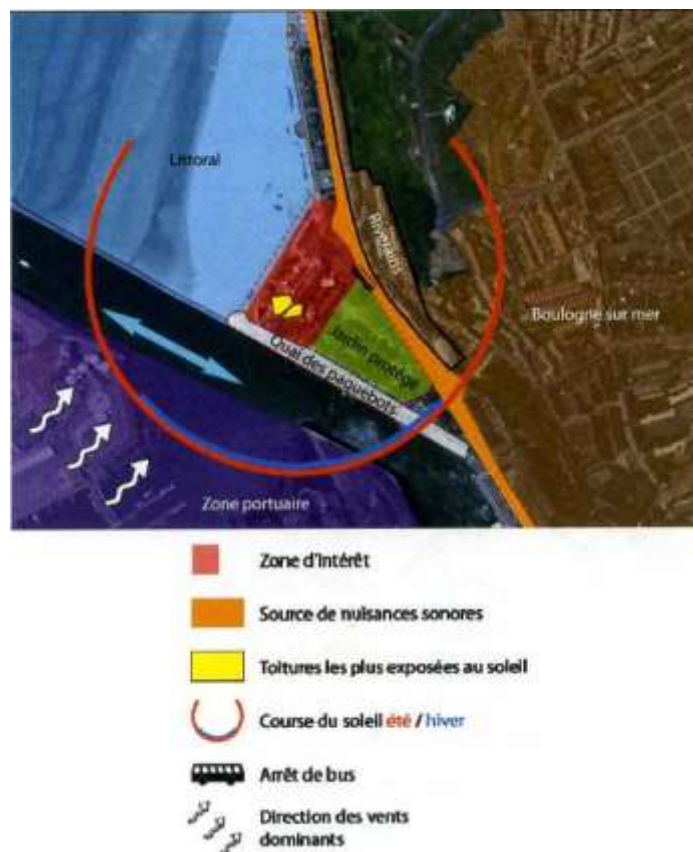 Littoral
Riverains
Boulogne sur mer
Jardin protégé
Quai des paquebots
Zone portuaire
Zone d'intérêt
Source de nuisances sonores
Toitures les plus exposées au soleil
Course du soleil été / hiver
Arrêt de bus
Direction des vents
dominants